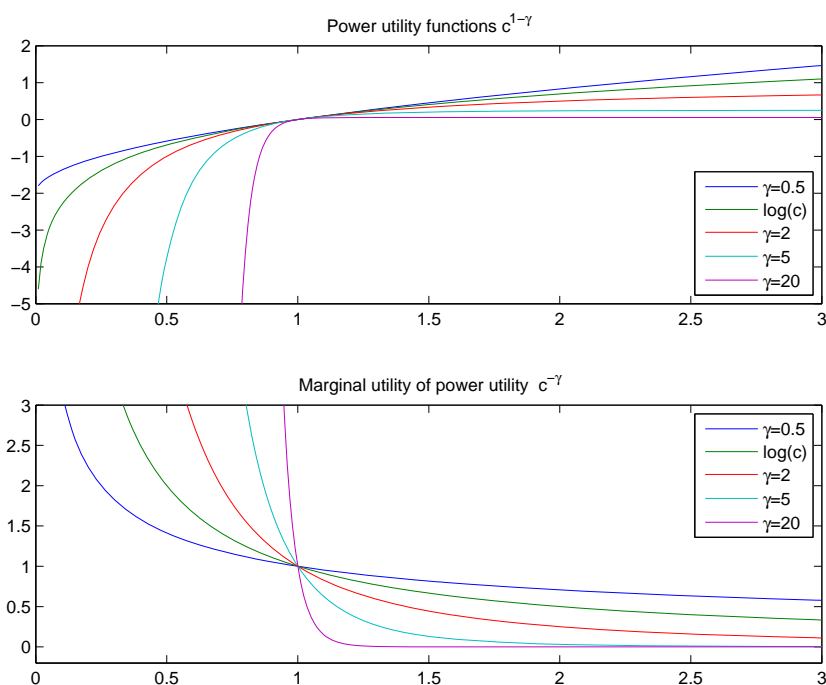 Power utility functions c^{1−γ}
2
1
0
−1
−2
−3
−4
−5
γ=0.5
log(c)
γ=2
γ=5
γ=20
0 0.5 1 1.5 2 2.5 3
Marginal utility of power utility c^{−γ}
3
2.5
2
1.5
1
0.5
0
γ=0.5
log(c)
γ=2
γ=5
γ=20
0 0.5 1 1.5 2 2.5 3